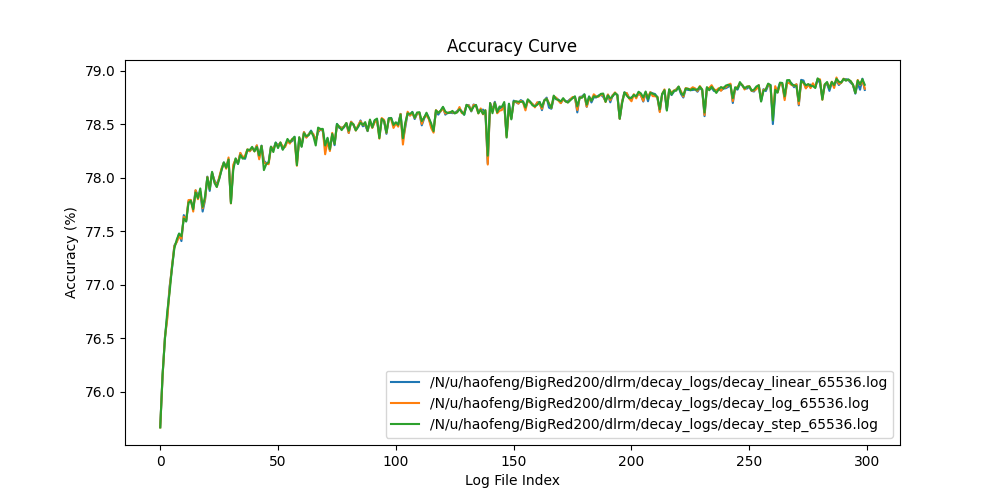 Accuracy Curve
Accuracy (%)
79.0
78.5
78.0
77.5
77.0
76.5
76.0
/N/u/haofeng/BigRed200/dlrm/decay_logs/decay_linear_65536.log
/N/u/haofeng/BigRed200/dlrm/decay_logs/decay_log_65536.log
/N/u/haofeng/BigRed200/dlrm/decay_logs/decay_step_65536.log
0 50 100 150 200 250 300
Log File Index